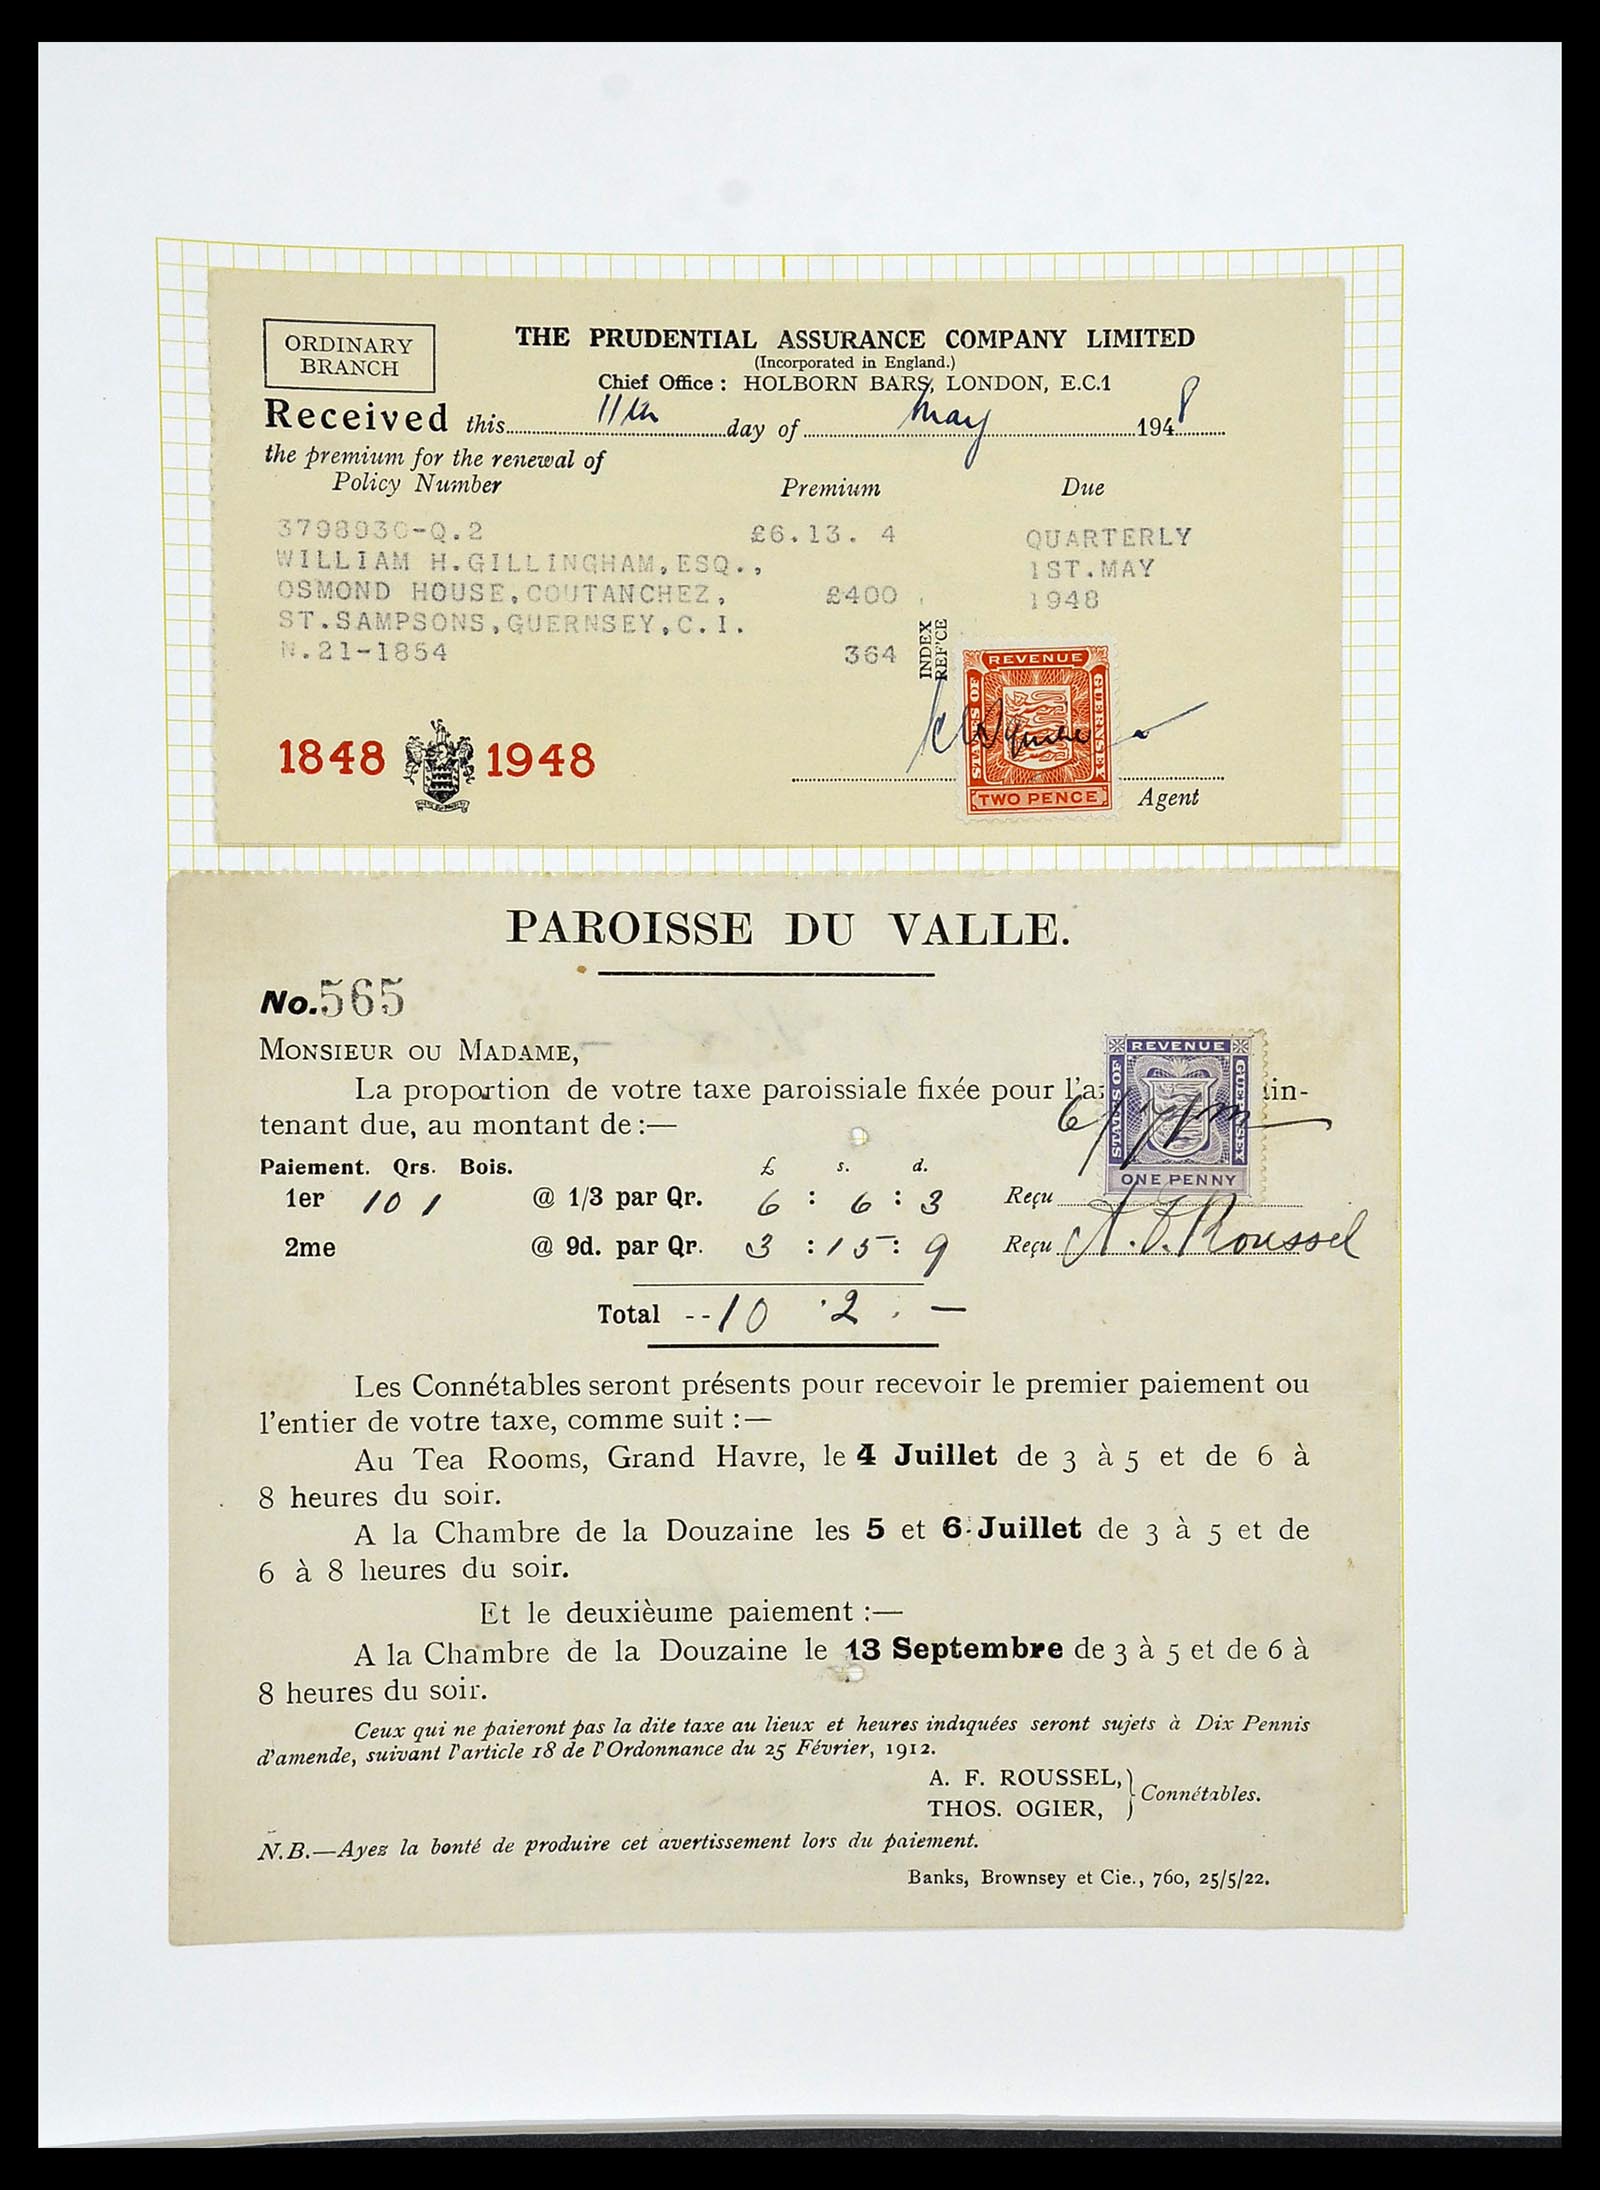 ORDINARY
BRANCH
THE PRUDENTIAL ASSURANCE COMPANY LIMITED
(Incorporated in England.)
Chief Office : HOLBORN BARS, LONDON, E.C.1
Received this 11th day of May 1948
the premium for the renewal of
Policy Number Premium Due
3798930-Q.2 £6.13. 4 QUARTERLY
WILLIAM H.GILLINGHAM,ESQ., 1ST.MAY
OSMOND HOUSE,COUTANCHEZ, £400 1948
ST.SAMPSONS,GUERNSEY,C.I.
N.21-1854 364
INDEX
REF'CE
REVENUE
STATES OF
GUERNSEY
TWO PENCE
1848 1948
Agent
PAROISSE DU VALLE.
No. 565
MONSIEUR OU MADAME,
La proportion de votre taxe paroissiale fixée pour l'a in-
tenant due, au montant de :—
REVENUE
STATES OF
GUERNSEY
ONE PENNY
Paiement. Qrs. Bois. £ s. d.
1er 101 @ 1/3 par Qr. 6 : 6 : 3 Reçu
2me @ 9d. par Qr. 3 : 15 : 9 Reçu A. F. Roussel
Total -- 10 . 2 . —
Les Connétables seront présents pour recevoir le premier paiement ou
l'entier de votre taxe, comme suit :—
Au Tea Rooms, Grand Havre, le 4 Juillet de 3 à 5 et de 6 à
8 heures du soir.
A la Chambre de la Douzaine les 5 et 6 Juillet de 3 à 5 et de
6 à 8 heures du soir.
Et le deuxièume paiement :—
A la Chambre de la Douzaine le 13 Septembre de 3 à 5 et de 6 à
8 heures du soir.
Ceux qui ne paieront pas la dite taxe au lieux et heures indiquées seront sujets à Dix Pennis
d'amende, suivant l'article 18 de l'Ordonnance du 25 Février, 1912.
A. F. ROUSSEL,
THOS. OGIER, } Connétables.
N.B.—Ayez la bonté de produire cet avertissement lors du paiement.
Banks, Brownsey et Cie., 760, 25/5/22.